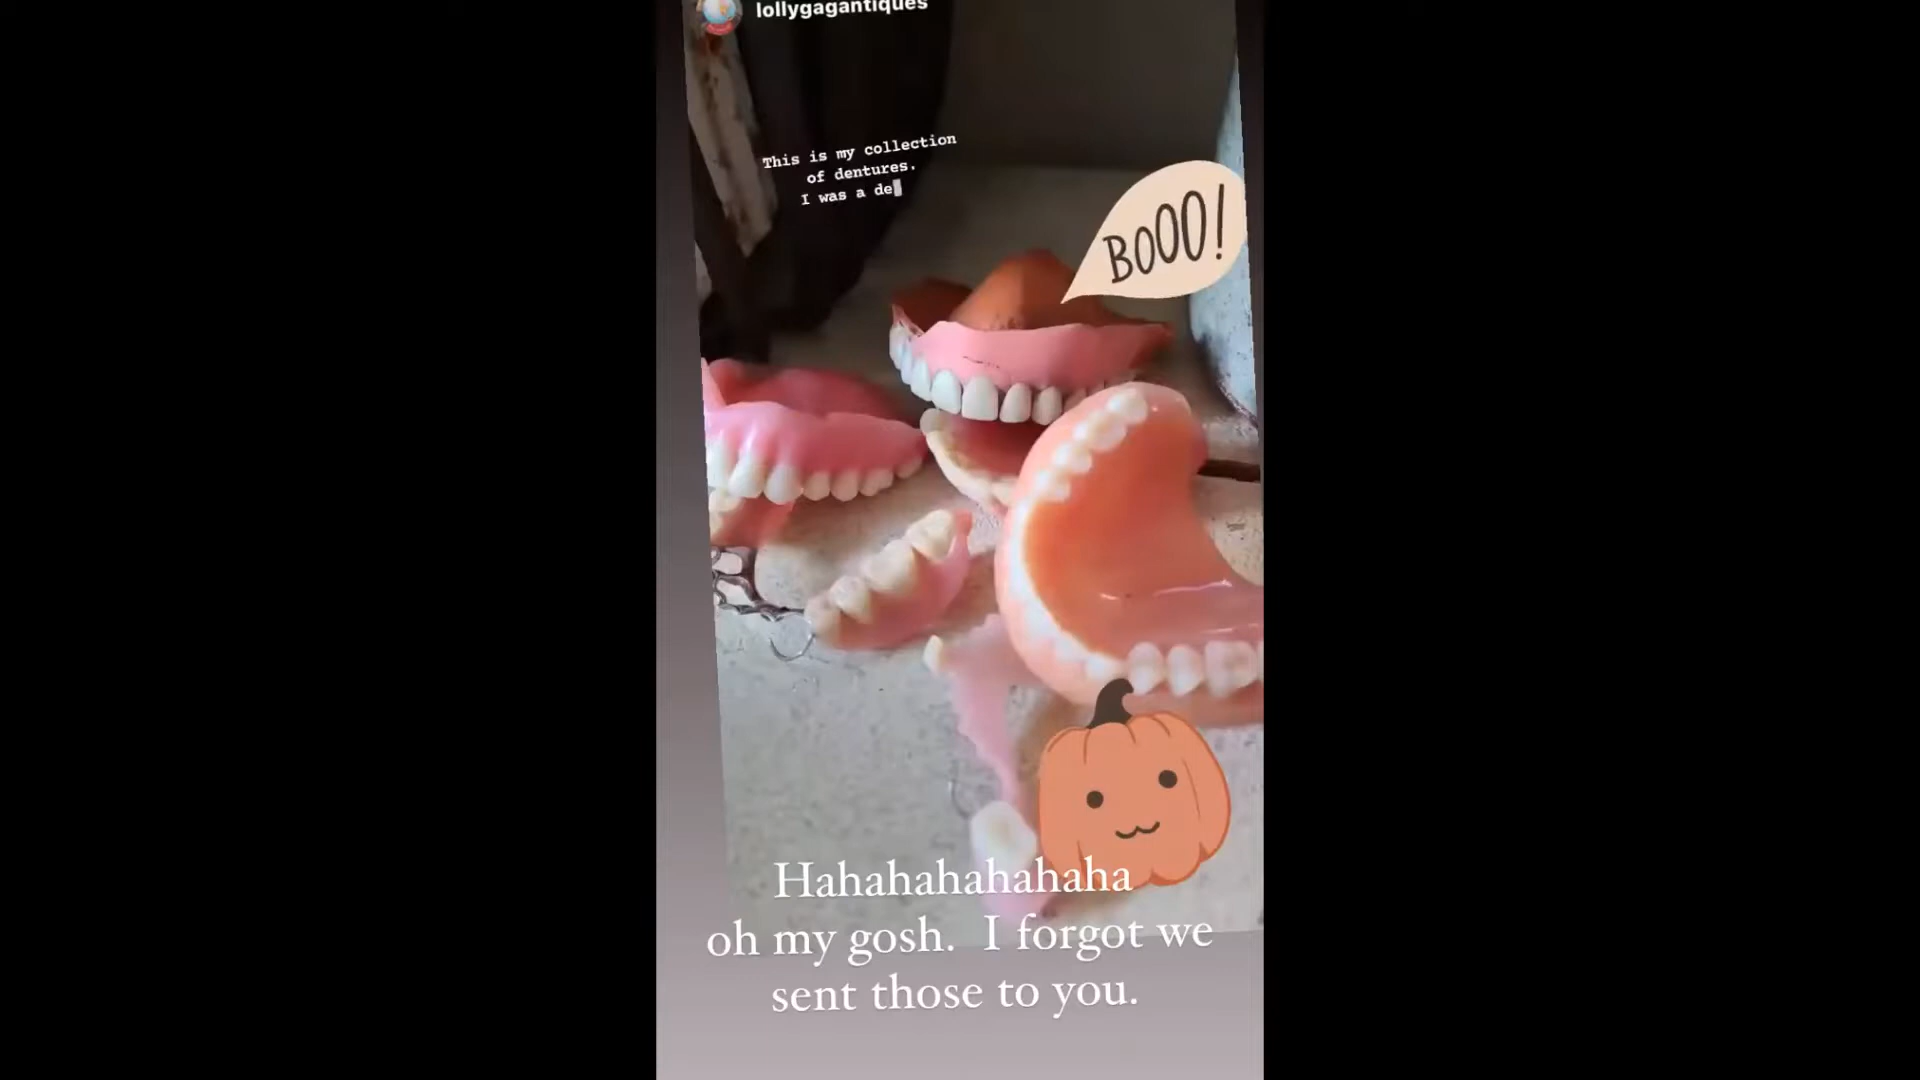 lollygagantiques
This is my collection
of dentures.
I was a de
BOOO!
Hahahahahahaha
oh my gosh. I forgot we
sent those to you.